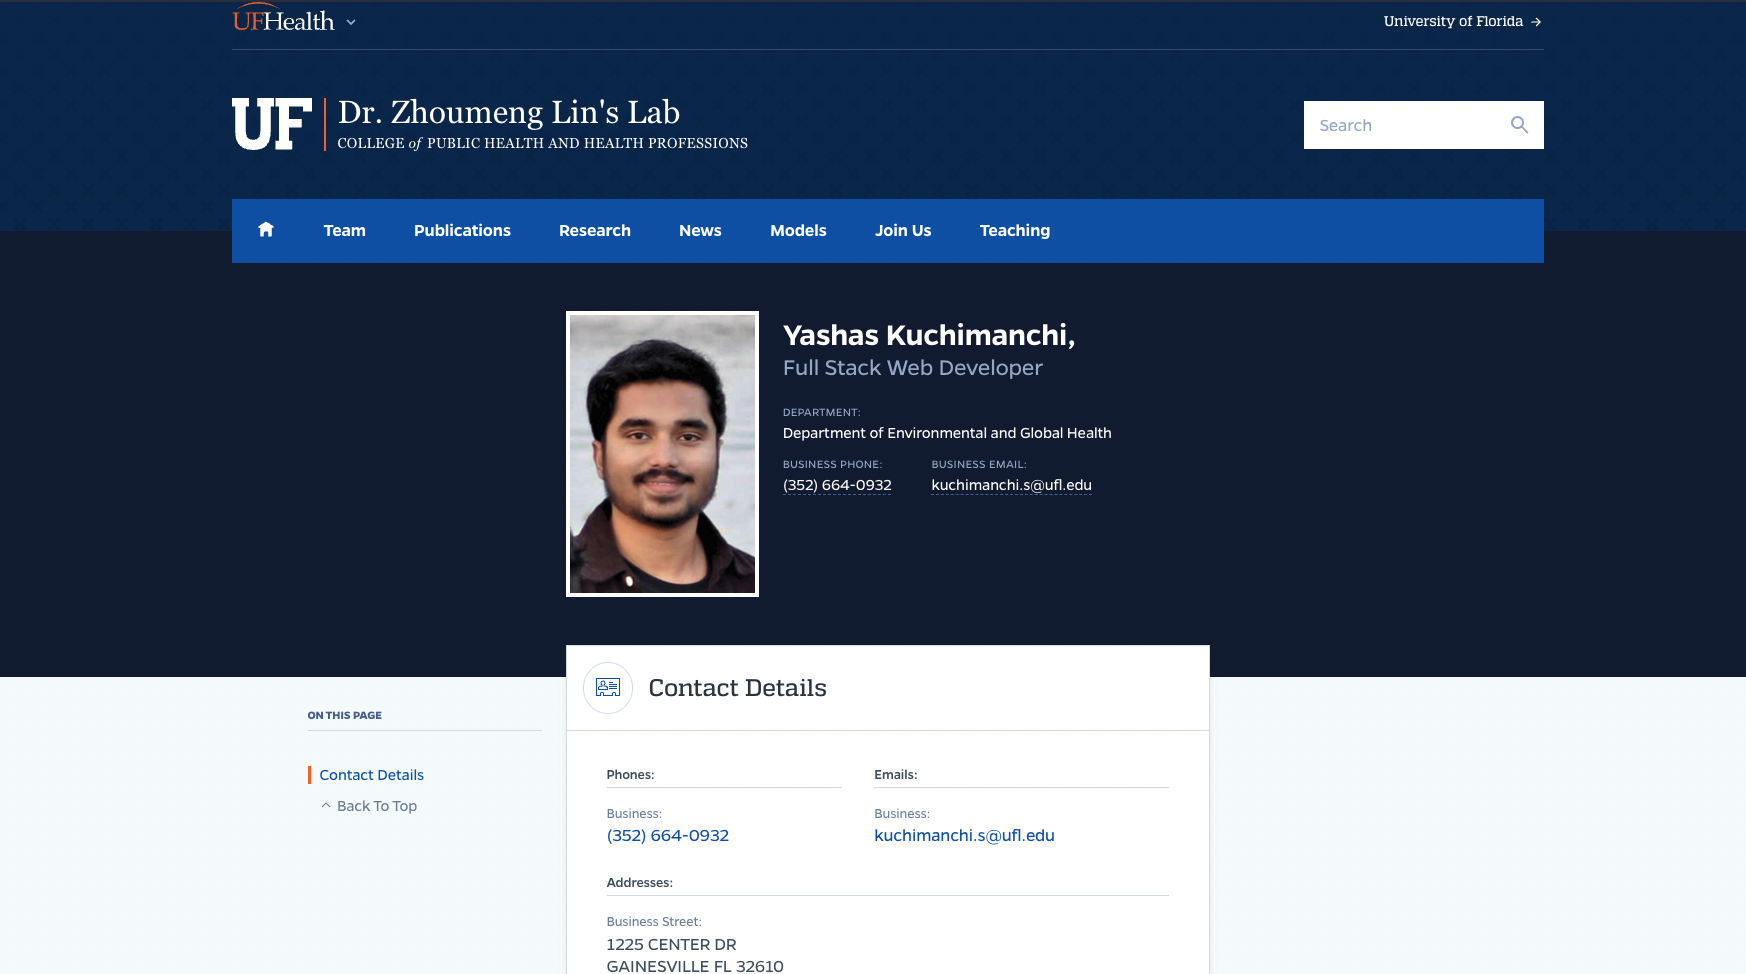 UFHealth
University of Florida →
UF
Dr. Zhoumeng Lin's Lab
COLLEGE of PUBLIC HEALTH AND HEALTH PROFESSIONS
Search
Team Publications Research News Models Join Us Teaching
Yashas Kuchimanchi,
Full Stack Web Developer
DEPARTMENT:
Department of Environmental and Global Health
BUSINESS PHONE: BUSINESS EMAIL:
(352) 664-0932 kuchimanchi.s@ufl.edu
Contact Details
ON THIS PAGE
Contact Details
Back To Top
Phones: Emails:
Business: Business:
(352) 664-0932 kuchimanchi.s@ufl.edu
Addresses:
Business Street:
1225 CENTER DR
GAINESVILLE FL 32610